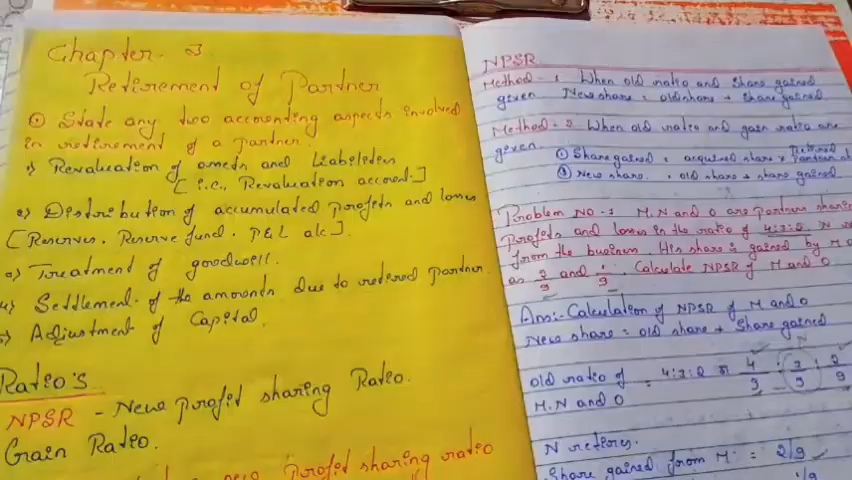 Chapter - 3
Retirement of Partner
① State any two accounting aspects involved
in retirement of a partner.
1) Revaluation of assets and Liabilities
[i.e., Revaluation account.]
2) Distribution of accumulated profits and losses
[Reserves. Reserve fund. P&L a/c].
3) Treatment of goodwill.
4) Settlement of the amounts due to retired partner.
5) Adjustment of Capital.
Ratio's
NPSR - New profit sharing Ratio.
Gain Ratio.
new profit sharing ratio
NPSR
Method - 1 When old ratio and share gained
given New share = old share + share gained
Method - 2 When old ratio and gain ratio are
given
① Share gained = acquired share × Retired
② New share = old share + share gained
Problem NO - 1 M.N and O are partners sharing
Profits and losses in the ratio of 4:3:2. N
from the business. His share is gained by M
as 2/9 and 1/9. Calculate NPSR of M and O
Ans:- Calculation of NPSR of M and O
New share = old share + Share gained
N
old ratio of = 4:3:2 4/9 : 3/9 : 2/9
M.N and O
N retires.
Share gained from M = 2/9
1/9